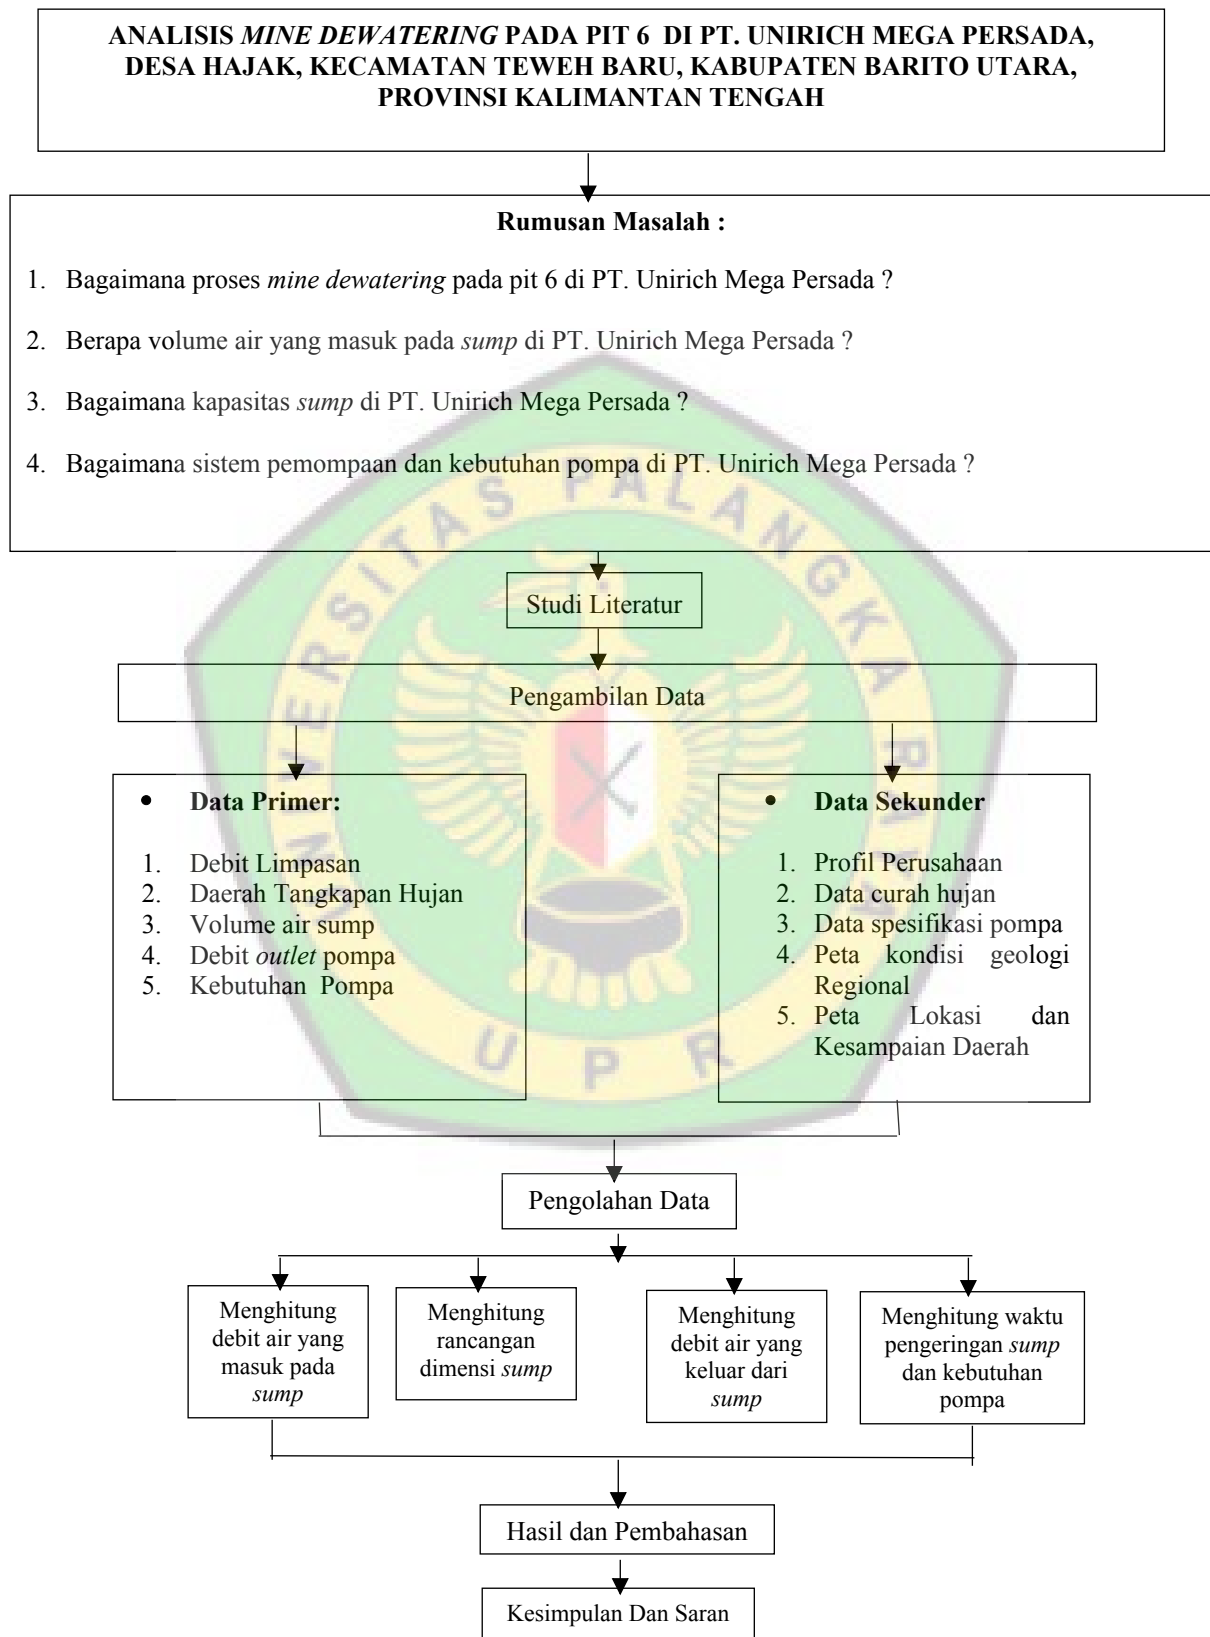 ANALISIS MINE DEWATERING PADA PIT 6 DI PT. UNIRICH MEGA PERSADA,
DESA HAJAK, KECAMATAN TEWEH BARU, KABUPATEN BARITO UTARA,
PROVINSI KALIMANTAN TENGAH
Rumusan Masalah :
1. Bagaimana proses mine dewatering pada pit 6 di PT. Unirich Mega Persada ?
2. Berapa volume air yang masuk pada sump di PT. Unirich Mega Persada ?
3. Bagaimana kapasitas sump di PT. Unirich Mega Persada ?
4. Bagaimana sistem pemompaan dan kebutuhan pompa di PT. Unirich Mega Persada ?
UNIVERSITAS PALANGKA RAYA
Studi Literatur
Pengambilan Data
• Data Primer:
1. Debit Limpasan
2. Daerah Tangkapan Hujan
3. Volume air sump
4. Debit outlet pompa
5. Kebutuhan Pompa
• Data Sekunder
1. Profil Perusahaan
2. Data curah hujan
3. Data spesifikasi pompa
4. Peta kondisi geologi
Regional
5. Peta Lokasi dan
Kesampaian Daerah
UPR
Pengolahan Data
Menghitung
debit air yang
masuk pada
sump
Menghitung
rancangan
dimensi sump
Menghitung
debit air yang
keluar dari
sump
Menghitung waktu
pengeringan sump
dan kebutuhan
pompa
Hasil dan Pembahasan
Kesimpulan Dan Saran